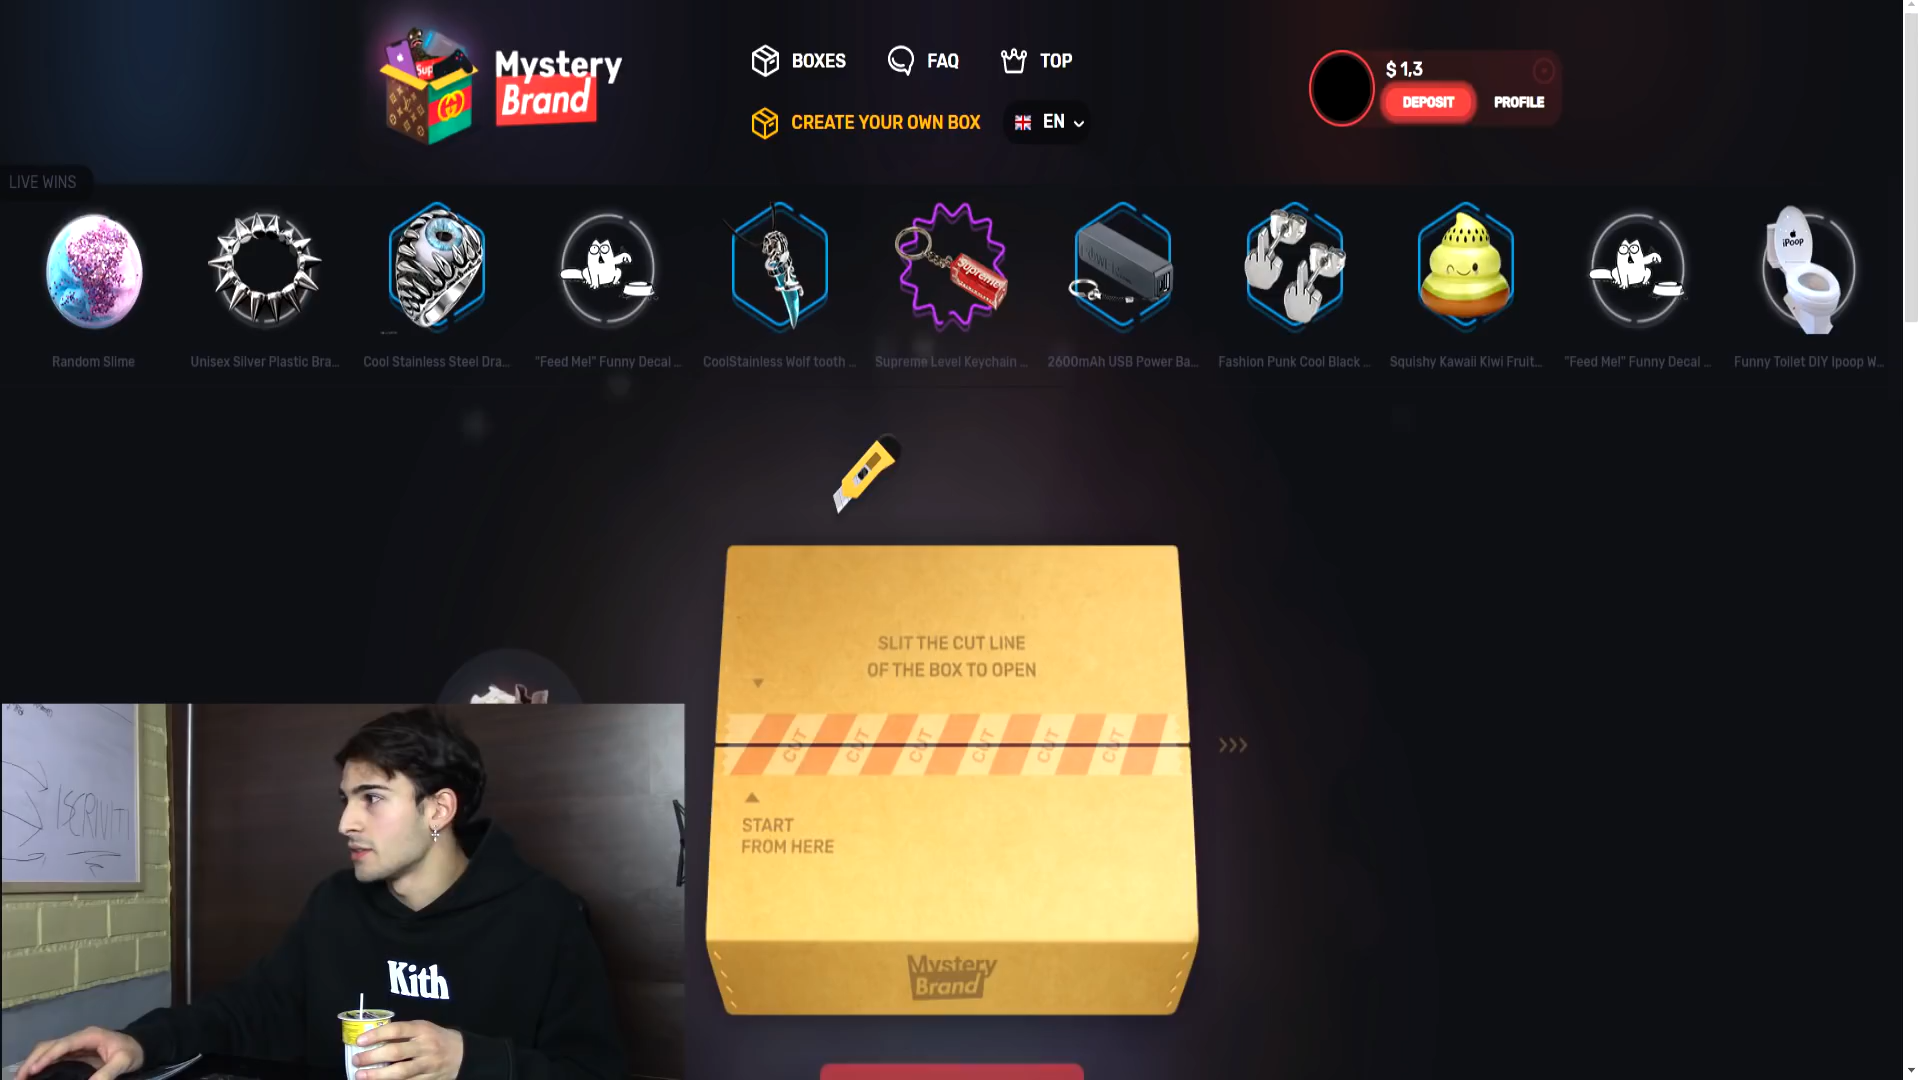 Mystery
Brand
Sup
BOXES
FAQ
TOP
CREATE YOUR OWN BOX
EN
$ 1,3
DEPOSIT
PROFILE
LIVE WINS
Supreme
iPoop
Random Slime
Unisex Silver Plastic Bra...
Cool Stainless Steel Dra...
"Feed Me!" Funny Decal ...
CoolStainless Wolf tooth ...
Supreme Level Keychain ...
2600mAh USB Power Ba...
Fashion Punk Cool Black ...
Squishy Kawaii Kiwi Fruit...
"Feed Me!" Funny Decal ...
Funny Toilet DIY Ipoop W...
SLIT THE CUT LINE
OF THE BOX TO OPEN
CUT CUT CUT CUT CUT CUT
START
FROM HERE
Mystery
Brand
ISCRIVITI
Kith